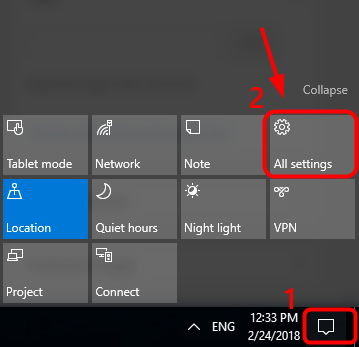 2
Collapse
Tablet mode
Network
Note
All settings
Location
Quiet hours
Night light
VPN
Project
Connect
1
ENG
12:33 PM
2/24/2018